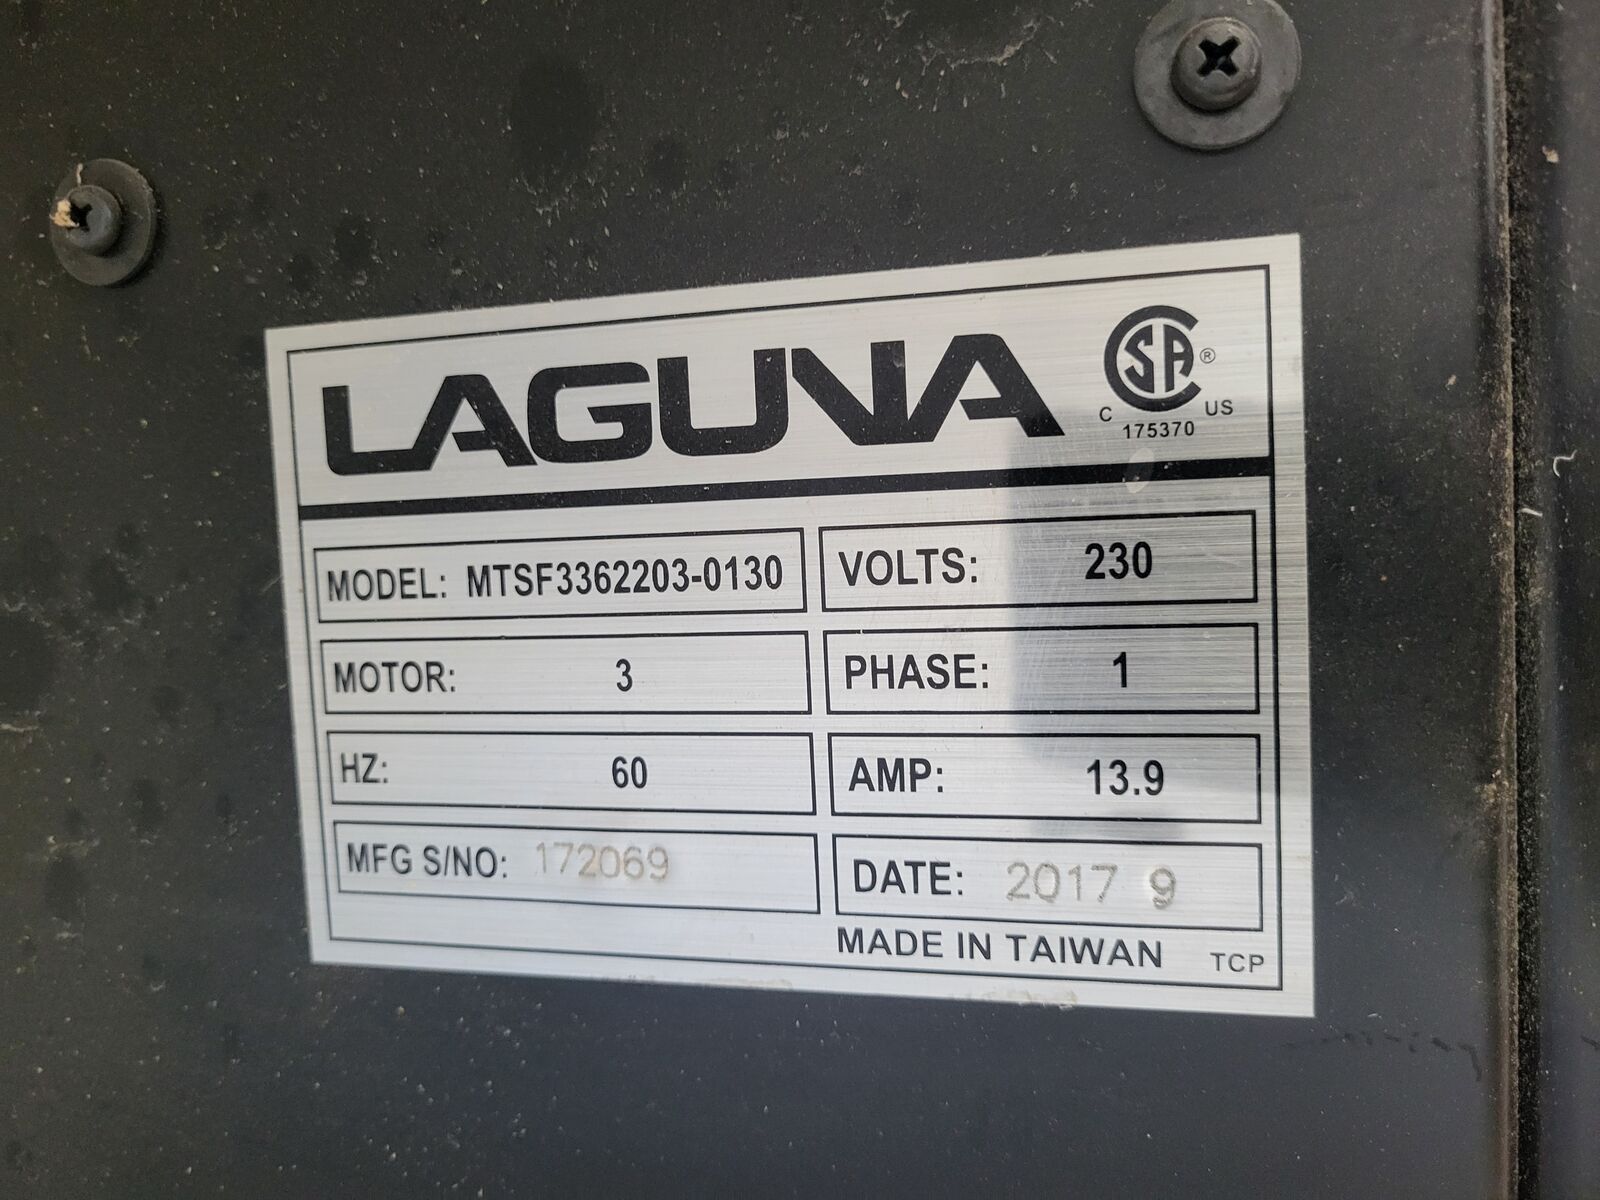 LAGUNA
CSA®
C US
175370
MODEL: MTSF3362203-0130
VOLTS: 230
MOTOR: 3
PHASE: 1
HZ: 60
AMP: 13.9
MFG S/NO: 172069
DATE: 2017 9
MADE IN TAIWAN
TCP